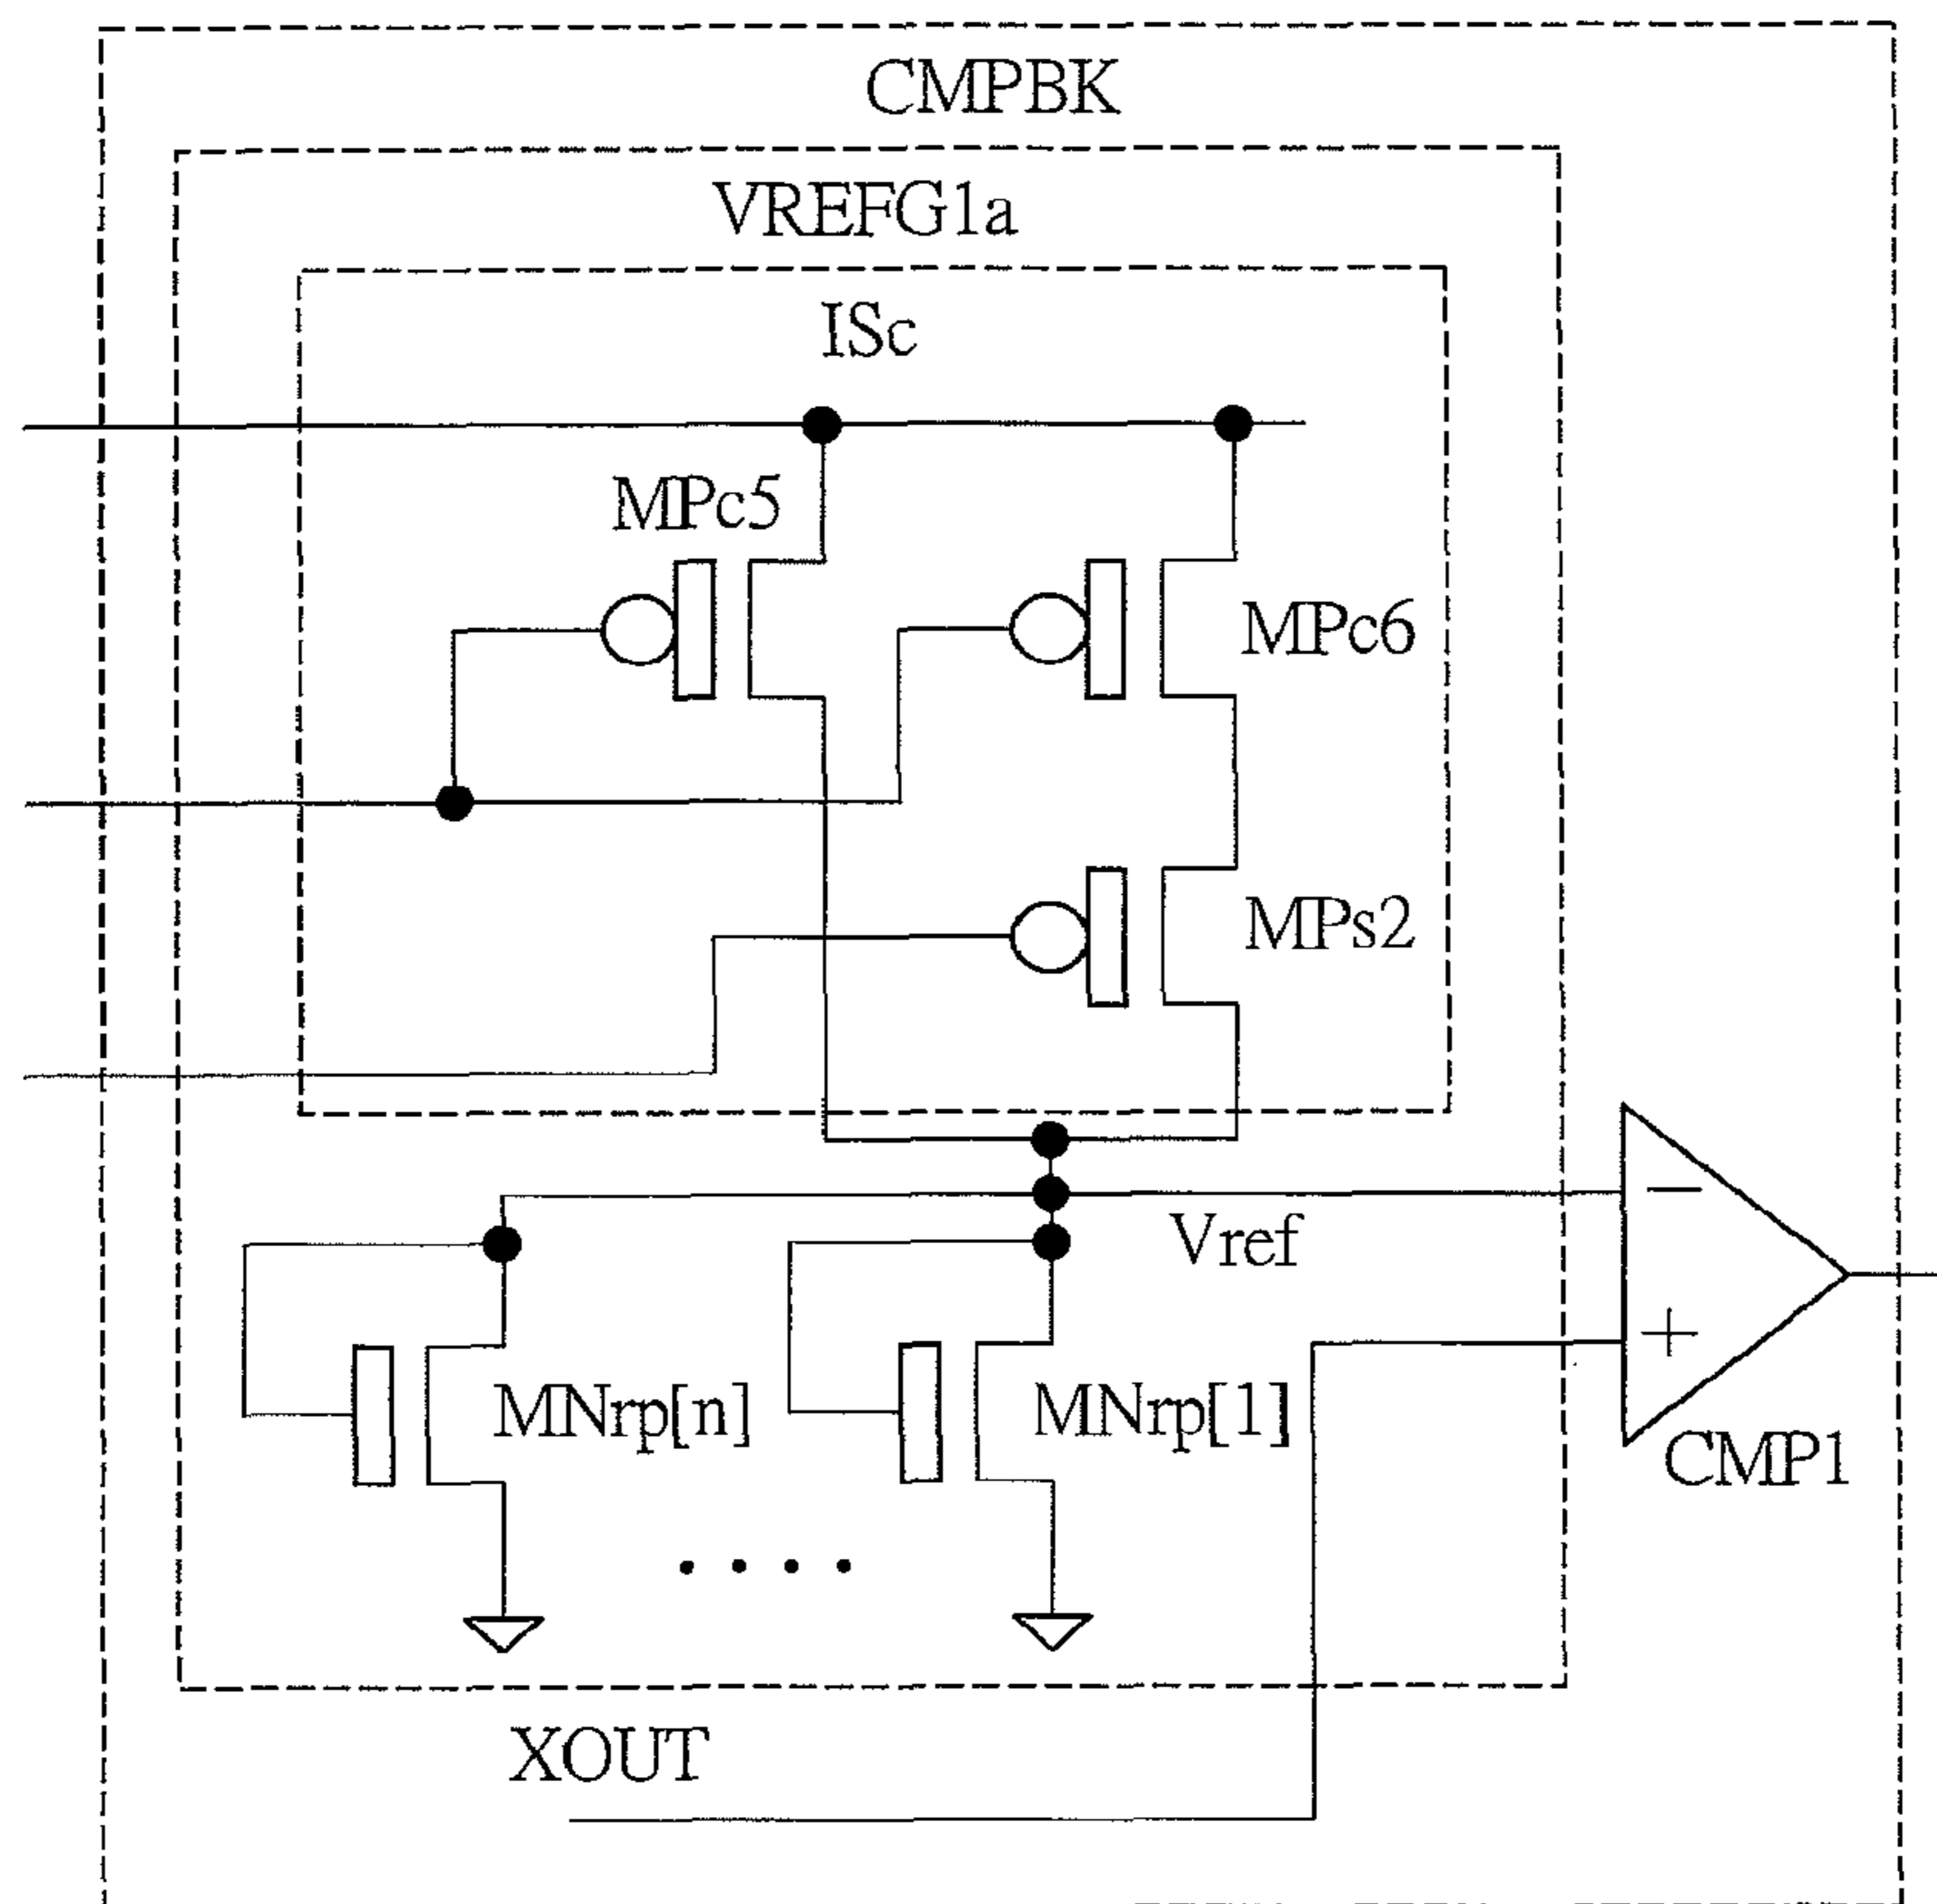 CMPBK
VREFG1a
ISc
MPc5
MPc6
MPs2
Vref
−
+
MNrp[n]
MNrp[1]
CMP1
XOUT